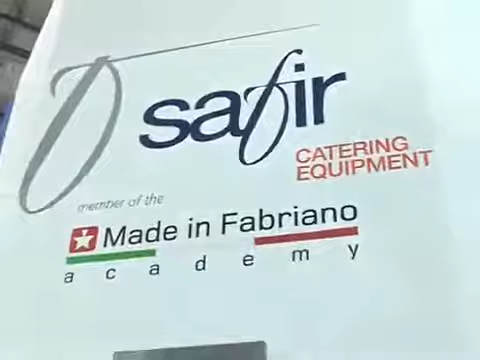 safir
CATERING
EQUIPMENT
member of the
Made in Fabriano
academy